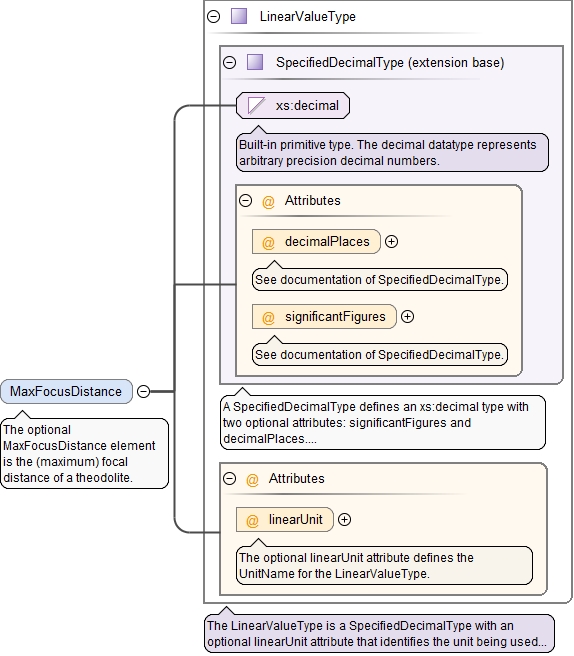 LinearValueType
SpecifiedDecimalType (extension base)
xs:decimal
Built-in primitive type. The decimal datatype represents
arbitrary precision decimal numbers.
@ Attributes
@ decimalPlaces
See documentation of SpecifiedDecimalType.
@ significantFigures
See documentation of SpecifiedDecimalType.
MaxFocusDistance
The optional
MaxFocusDistance element
is the (maximum) focal
distance of a theodolite.
A SpecifiedDecimalType defines an xs:decimal type with
two optional attributes: significantFigures and
decimalPlaces....
@ Attributes
@ linearUnit
The optional linearUnit attribute defines the
UnitName for the LinearValueType.
The LinearValueType is a SpecifiedDecimalType with an
optional linearUnit attribute that identifies the unit being used...